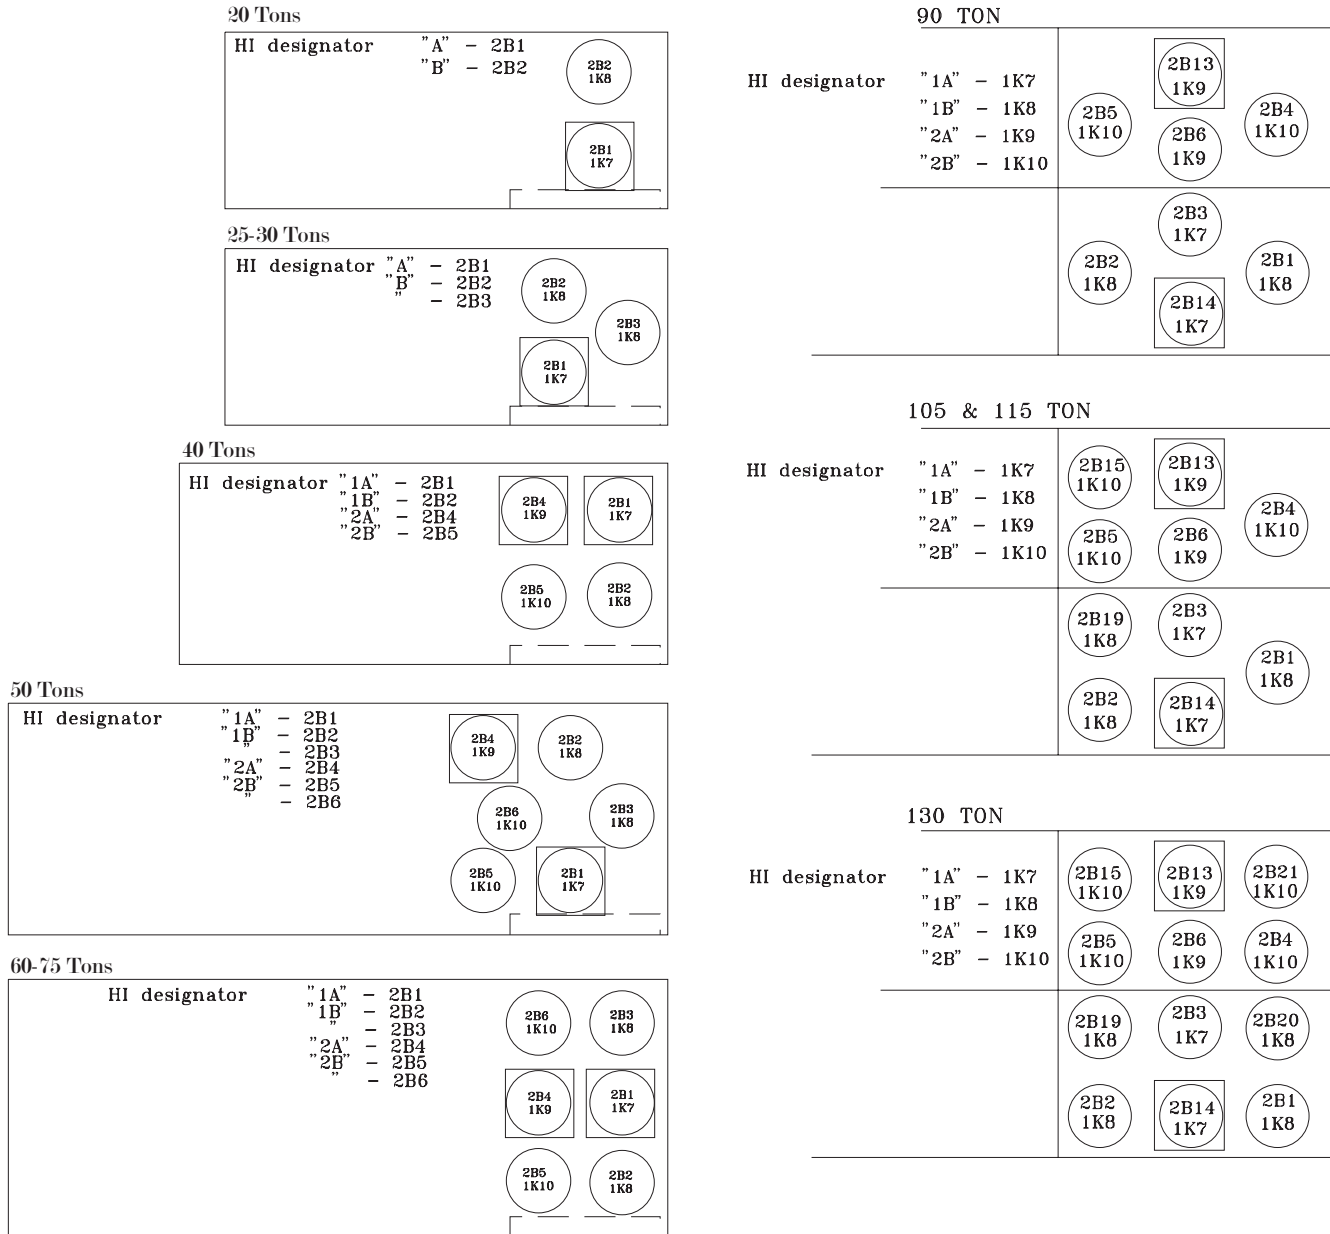 20 Tons
HI designator "A" - 2B1
"B" - 2B2
2B2
1K8
2B1
1K7
25-30 Tons
HI designator "A" - 2B1
"B" - 2B2
" - 2B3
2B2
1K8
2B3
1K8
2B1
1K7
40 Tons
HI designator "1A" - 2B1
"1B" - 2B2
"2A" - 2B4
"2B" - 2B5
2B4
1K9
2B1
1K7
2B5
1K10
2B2
1K8
50 Tons
HI designator "1A" - 2B1
"1B" - 2B2
" - 2B3
"2A" - 2B4
"2B" - 2B5
" - 2B6
2B4
1K9
2B2
1K8
2B6
1K10
2B3
1K8
2B5
1K10
2B1
1K7
60-75 Tons
HI designator "1A" - 2B1
"1B" - 2B2
" - 2B3
"2A" - 2B4
"2B" - 2B5
" - 2B6
2B6
1K10
2B3
1K8
2B4
1K9
2B1
1K7
2B5
1K10
2B2
1K8
90 TON
HI designator "1A" - 1K7
"1B" - 1K8
"2A" - 1K9
"2B" - 1K10
2B13
1K9
2B5
1K10
2B4
1K10
2B6
1K9
2B3
1K7
2B2
1K8
2B1
1K8
2B14
1K7
105 & 115 TON
HI designator "1A" - 1K7
"1B" - 1K8
"2A" - 1K9
"2B" - 1K10
2B15
1K10
2B13
1K9
2B4
1K10
2B5
1K10
2B6
1K9
2B19
1K8
2B3
1K7
2B1
1K8
2B2
1K8
2B14
1K7
130 TON
HI designator "1A" - 1K7
"1B" - 1K8
"2A" - 1K9
"2B" - 1K10
2B15
1K10
2B13
1K9
2B21
1K10
2B5
1K10
2B6
1K9
2B4
1K10
2B19
1K8
2B3
1K7
2B20
1K8
2B2
1K8
2B14
1K7
2B1
1K8